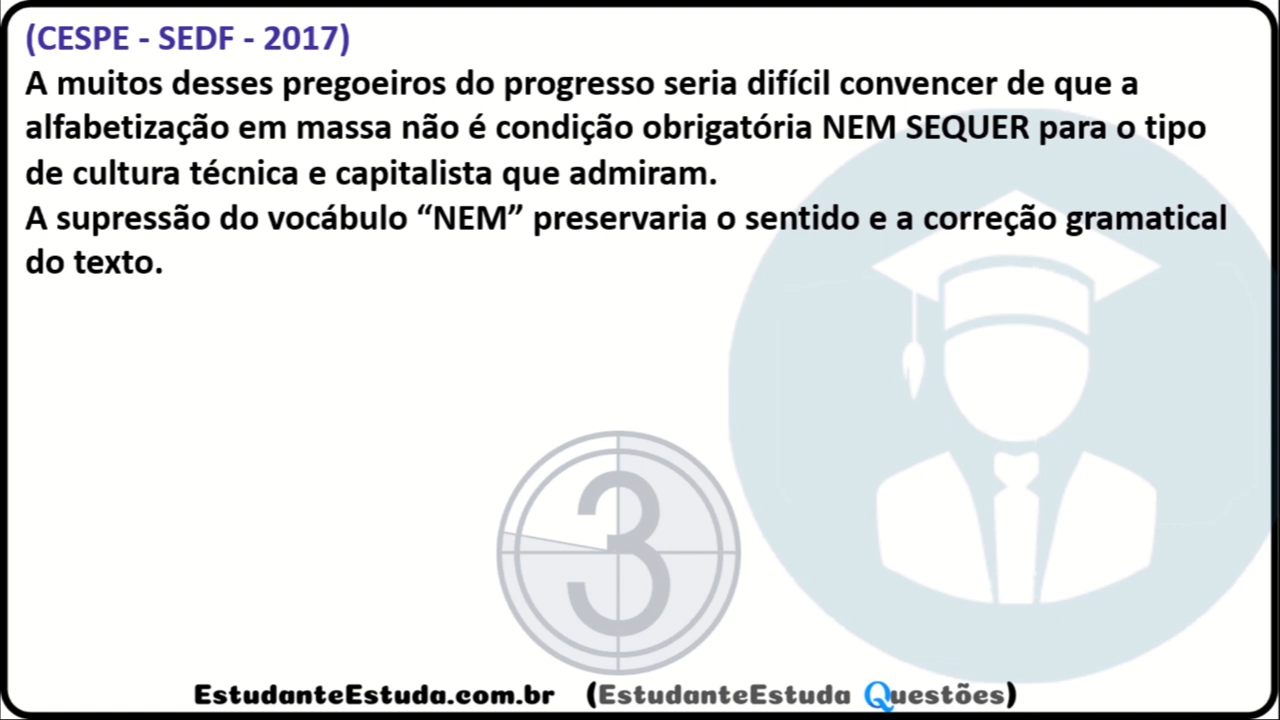 (CESPE - SEDF - 2017)
A muitos desses pregoeiros do progresso seria difícil convencer de que a
alfabetização em massa não é condição obrigatória NEM SEQUER para o tipo
de cultura técnica e capitalista que admiram.
A supressão do vocábulo “NEM” preservaria o sentido e a correção gramatical
do texto.
3
EstudanteEstuda.com.br (EstudanteEstuda Questões)